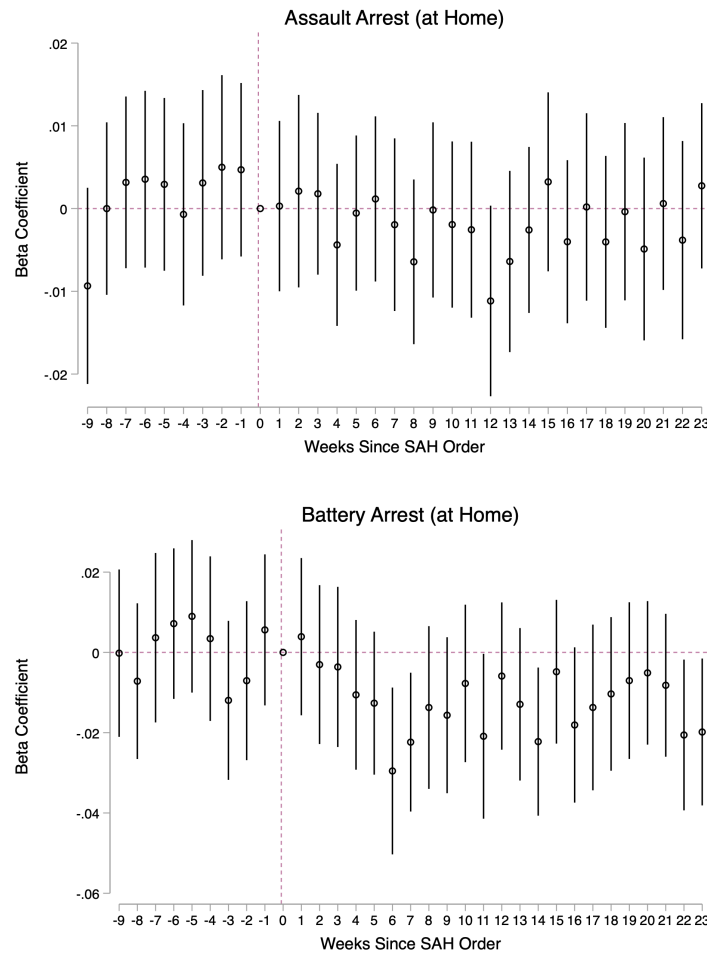 Assault Arrest (at Home)
.02
.01
0
-.01
-.02
Beta Coefficient
-9 -8 -7 -6 -5 -4 -3 -2 -1 0 1 2 3 4 5 6 7 8 9 10 11 12 13 14 15 16 17 18 19 20 21 22 23
Weeks Since SAH Order
Battery Arrest (at Home)
.02
0
-.02
-.04
-.06
Beta Coefficient
-9 -8 -7 -6 -5 -4 -3 -2 -1 0 1 2 3 4 5 6 7 8 9 10 11 12 13 14 15 16 17 18 19 20 21 22 23
Weeks Since SAH Order